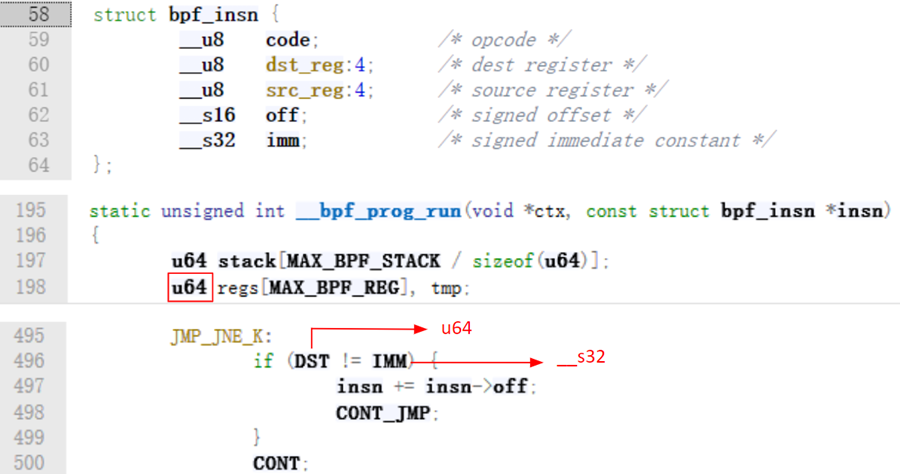 58 struct bpf_insn {
59 __u8 code; /* opcode */
60 __u8 dst_reg:4; /* dest register */
61 __u8 src_reg:4; /* source register */
62 __s16 off; /* signed offset */
63 __s32 imm; /* signed immediate constant */
64 };
195 static unsigned int __bpf_prog_run(void *ctx, const struct bpf_insn *insn)
196 {
197 u64 stack[MAX_BPF_STACK / sizeof(u64)];
198 u64 regs[MAX_BPF_REG], tmp;
495 JMP_JNE_K: u64
496 if (DST != IMM) { __s32
497 insn += insn->off;
498 CONT_JMP;
499 }
500 CONT;